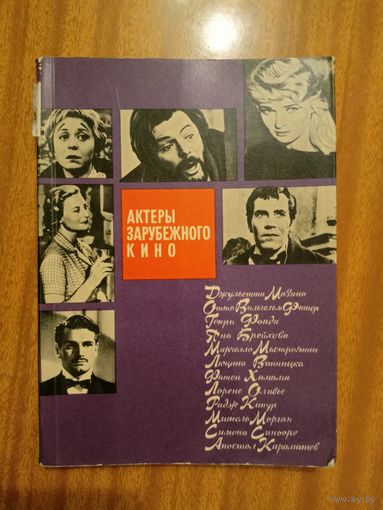 АКТЕРЫ
ЗАРУБЕЖНОГО
КИНО
Джульетта Мазина
Отто Вильгельм Фишер
Генри Фонда
Яна Брейхова
Марчелло Мастроянни
Люцина Винницка
Фатен Хамама
Лоренс Оливье
Радж Капур
Мишель Морган
Симона Синьоре
Апостол Карамитев
www.ay.by